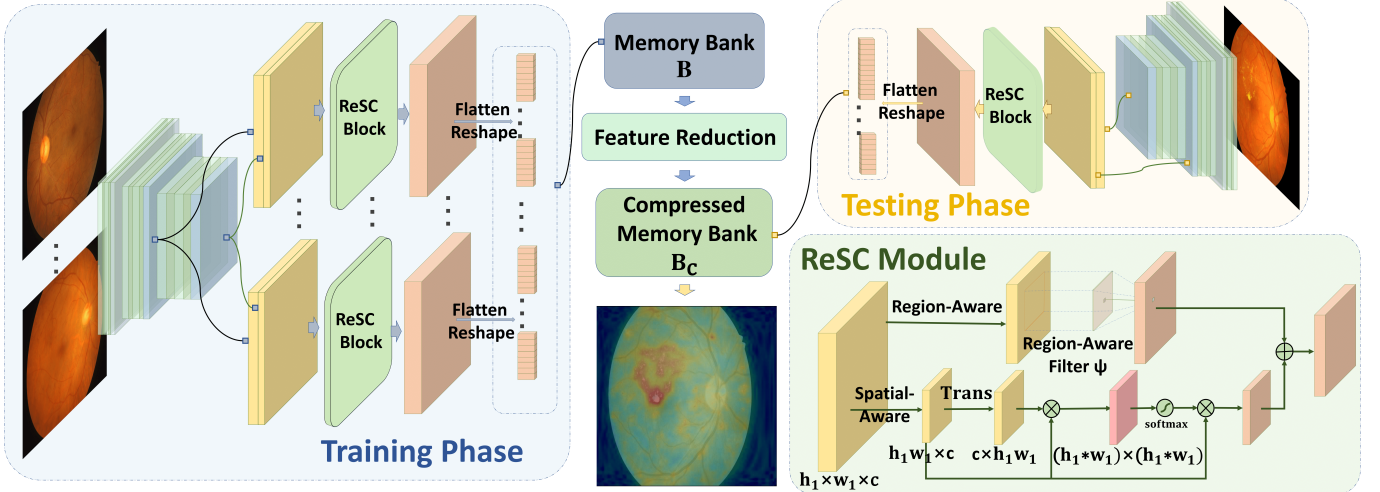 ReSC
Block
Flatten
Reshape
ReSC
Block
Flatten
Reshape
Training Phase
Memory Bank
B
Feature Reduction
Compressed
Memory Bank
B_C
Flatten
Reshape
ReSC
Block
Testing Phase
ReSC Module
Region-Aware
Region-Aware
Filter ψ
Spatial-
Aware
Trans
softmax
h₁w₁×c
c×h₁w₁
(h₁*w₁)×(h₁*w₁)
h₁×w₁×c